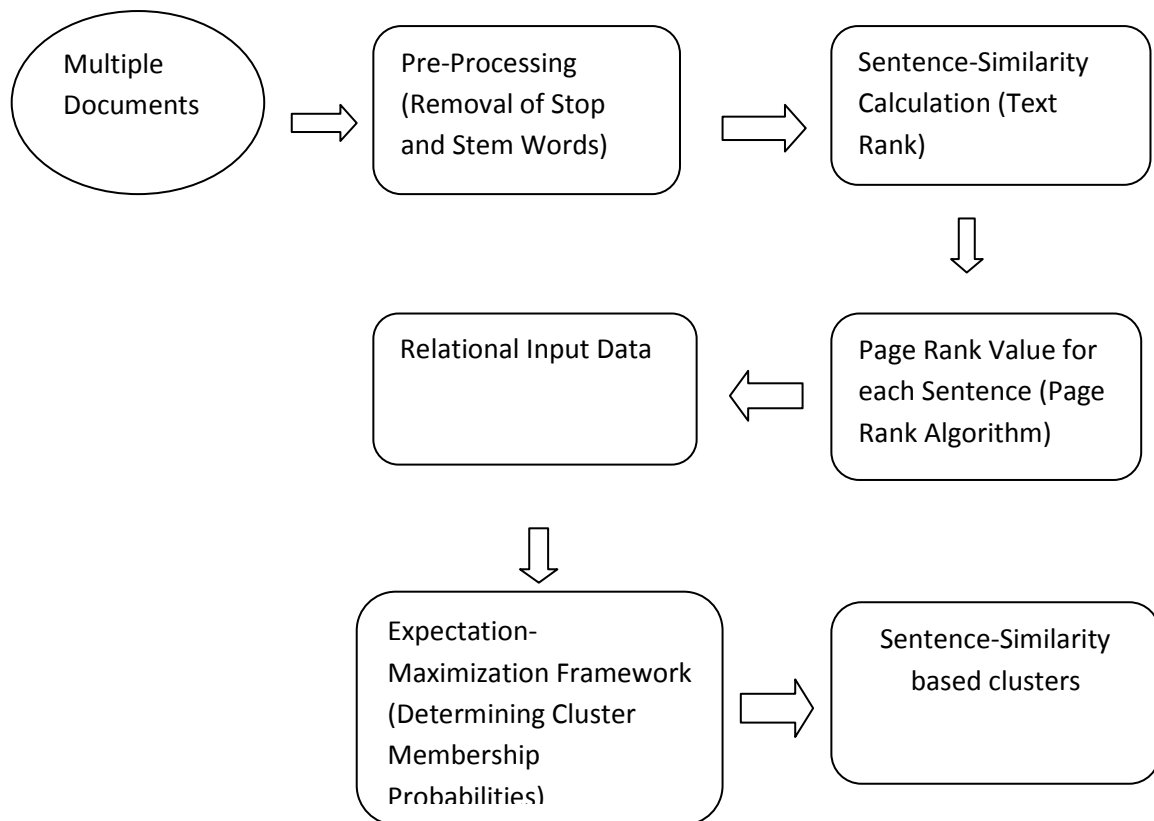 Multiple
Documents
Pre-Processing
(Removal of Stop
and Stem Words)
Sentence-Similarity
Calculation (Text
Rank)
Page Rank Value for
each Sentence (Page
Rank Algorithm)
Relational Input Data
Expectation-
Maximization Framework
(Determining Cluster
Membership
Probabilities)
Sentence-Similarity
based clusters